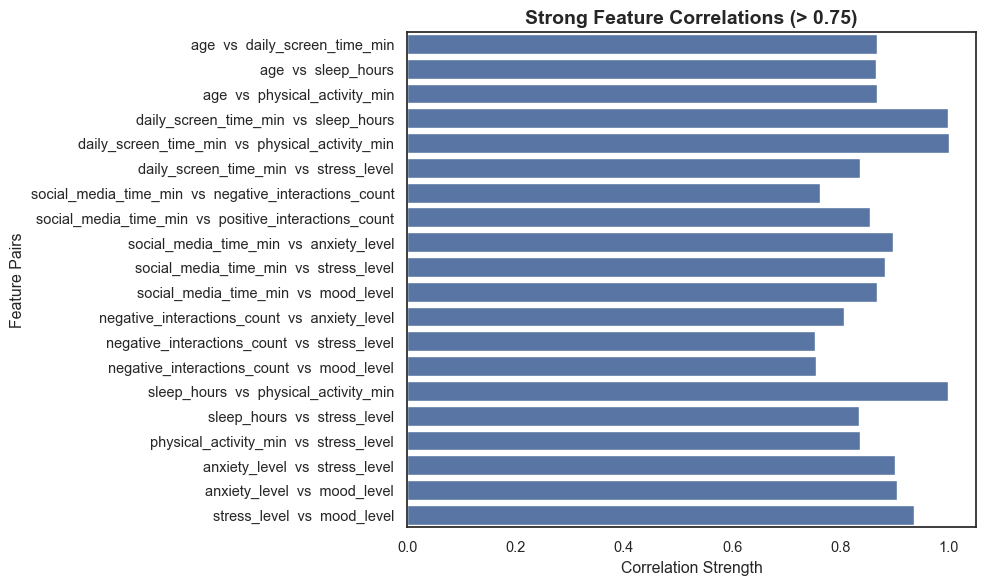 Strong Feature Correlations (> 0.75)
age vs daily_screen_time_min
age vs sleep_hours
age vs physical_activity_min
daily_screen_time_min vs sleep_hours
daily_screen_time_min vs physical_activity_min
daily_screen_time_min vs stress_level
social_media_time_min vs negative_interactions_count
social_media_time_min vs positive_interactions_count
social_media_time_min vs anxiety_level
social_media_time_min vs stress_level
social_media_time_min vs mood_level
negative_interactions_count vs anxiety_level
negative_interactions_count vs stress_level
negative_interactions_count vs mood_level
sleep_hours vs physical_activity_min
sleep_hours vs stress_level
physical_activity_min vs stress_level
anxiety_level vs stress_level
anxiety_level vs mood_level
stress_level vs mood_level
Feature Pairs
0.0 0.2 0.4 0.6 0.8 1.0
Correlation Strength